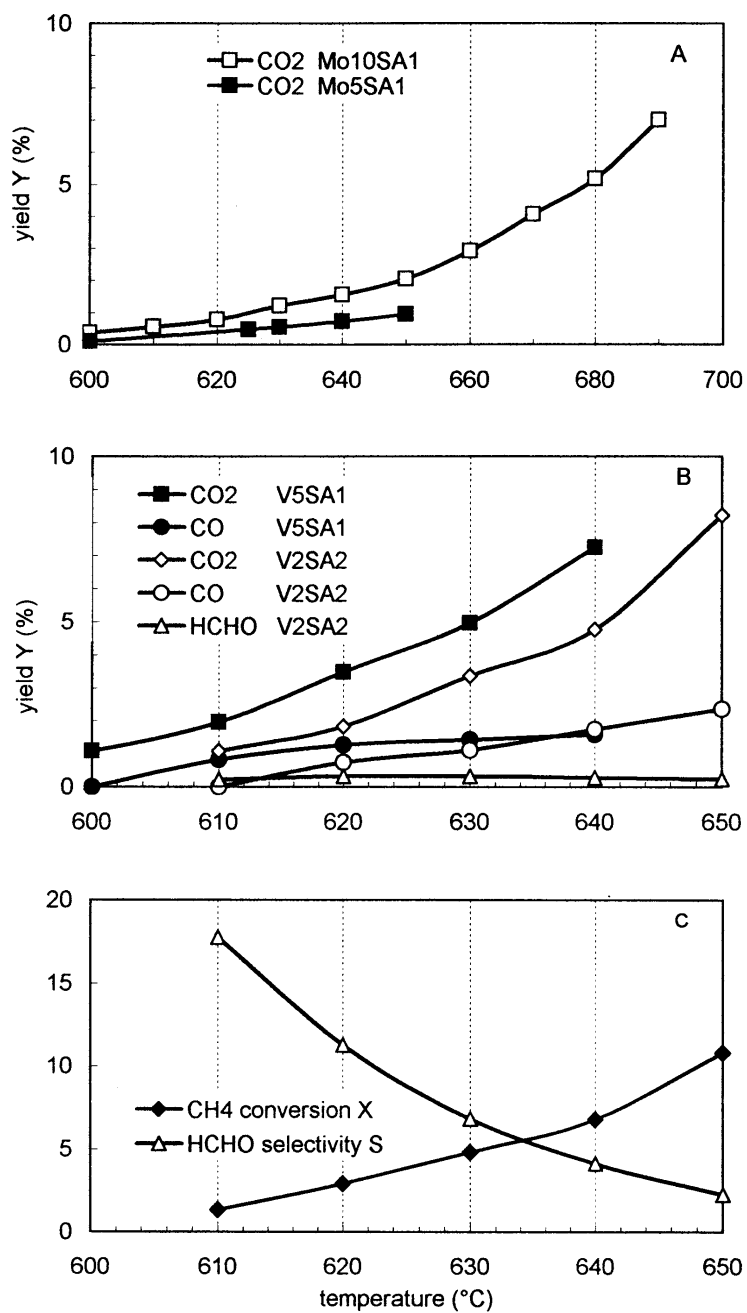 10
CO2 Mo10SA1
A
CO2 Mo5SA1
yield Y (%)
5
0
600 620 640 660 680 700
10
B
CO2 V5SA1
CO V5SA1
CO2 V2SA2
CO V2SA2
HCHO V2SA2
yield Y (%)
5
0
600 610 620 630 640 650
20
C
15
10
CH4 conversion X
HCHO selectivity S
5
0
600 610 620 630 640 650
temperature (°C)